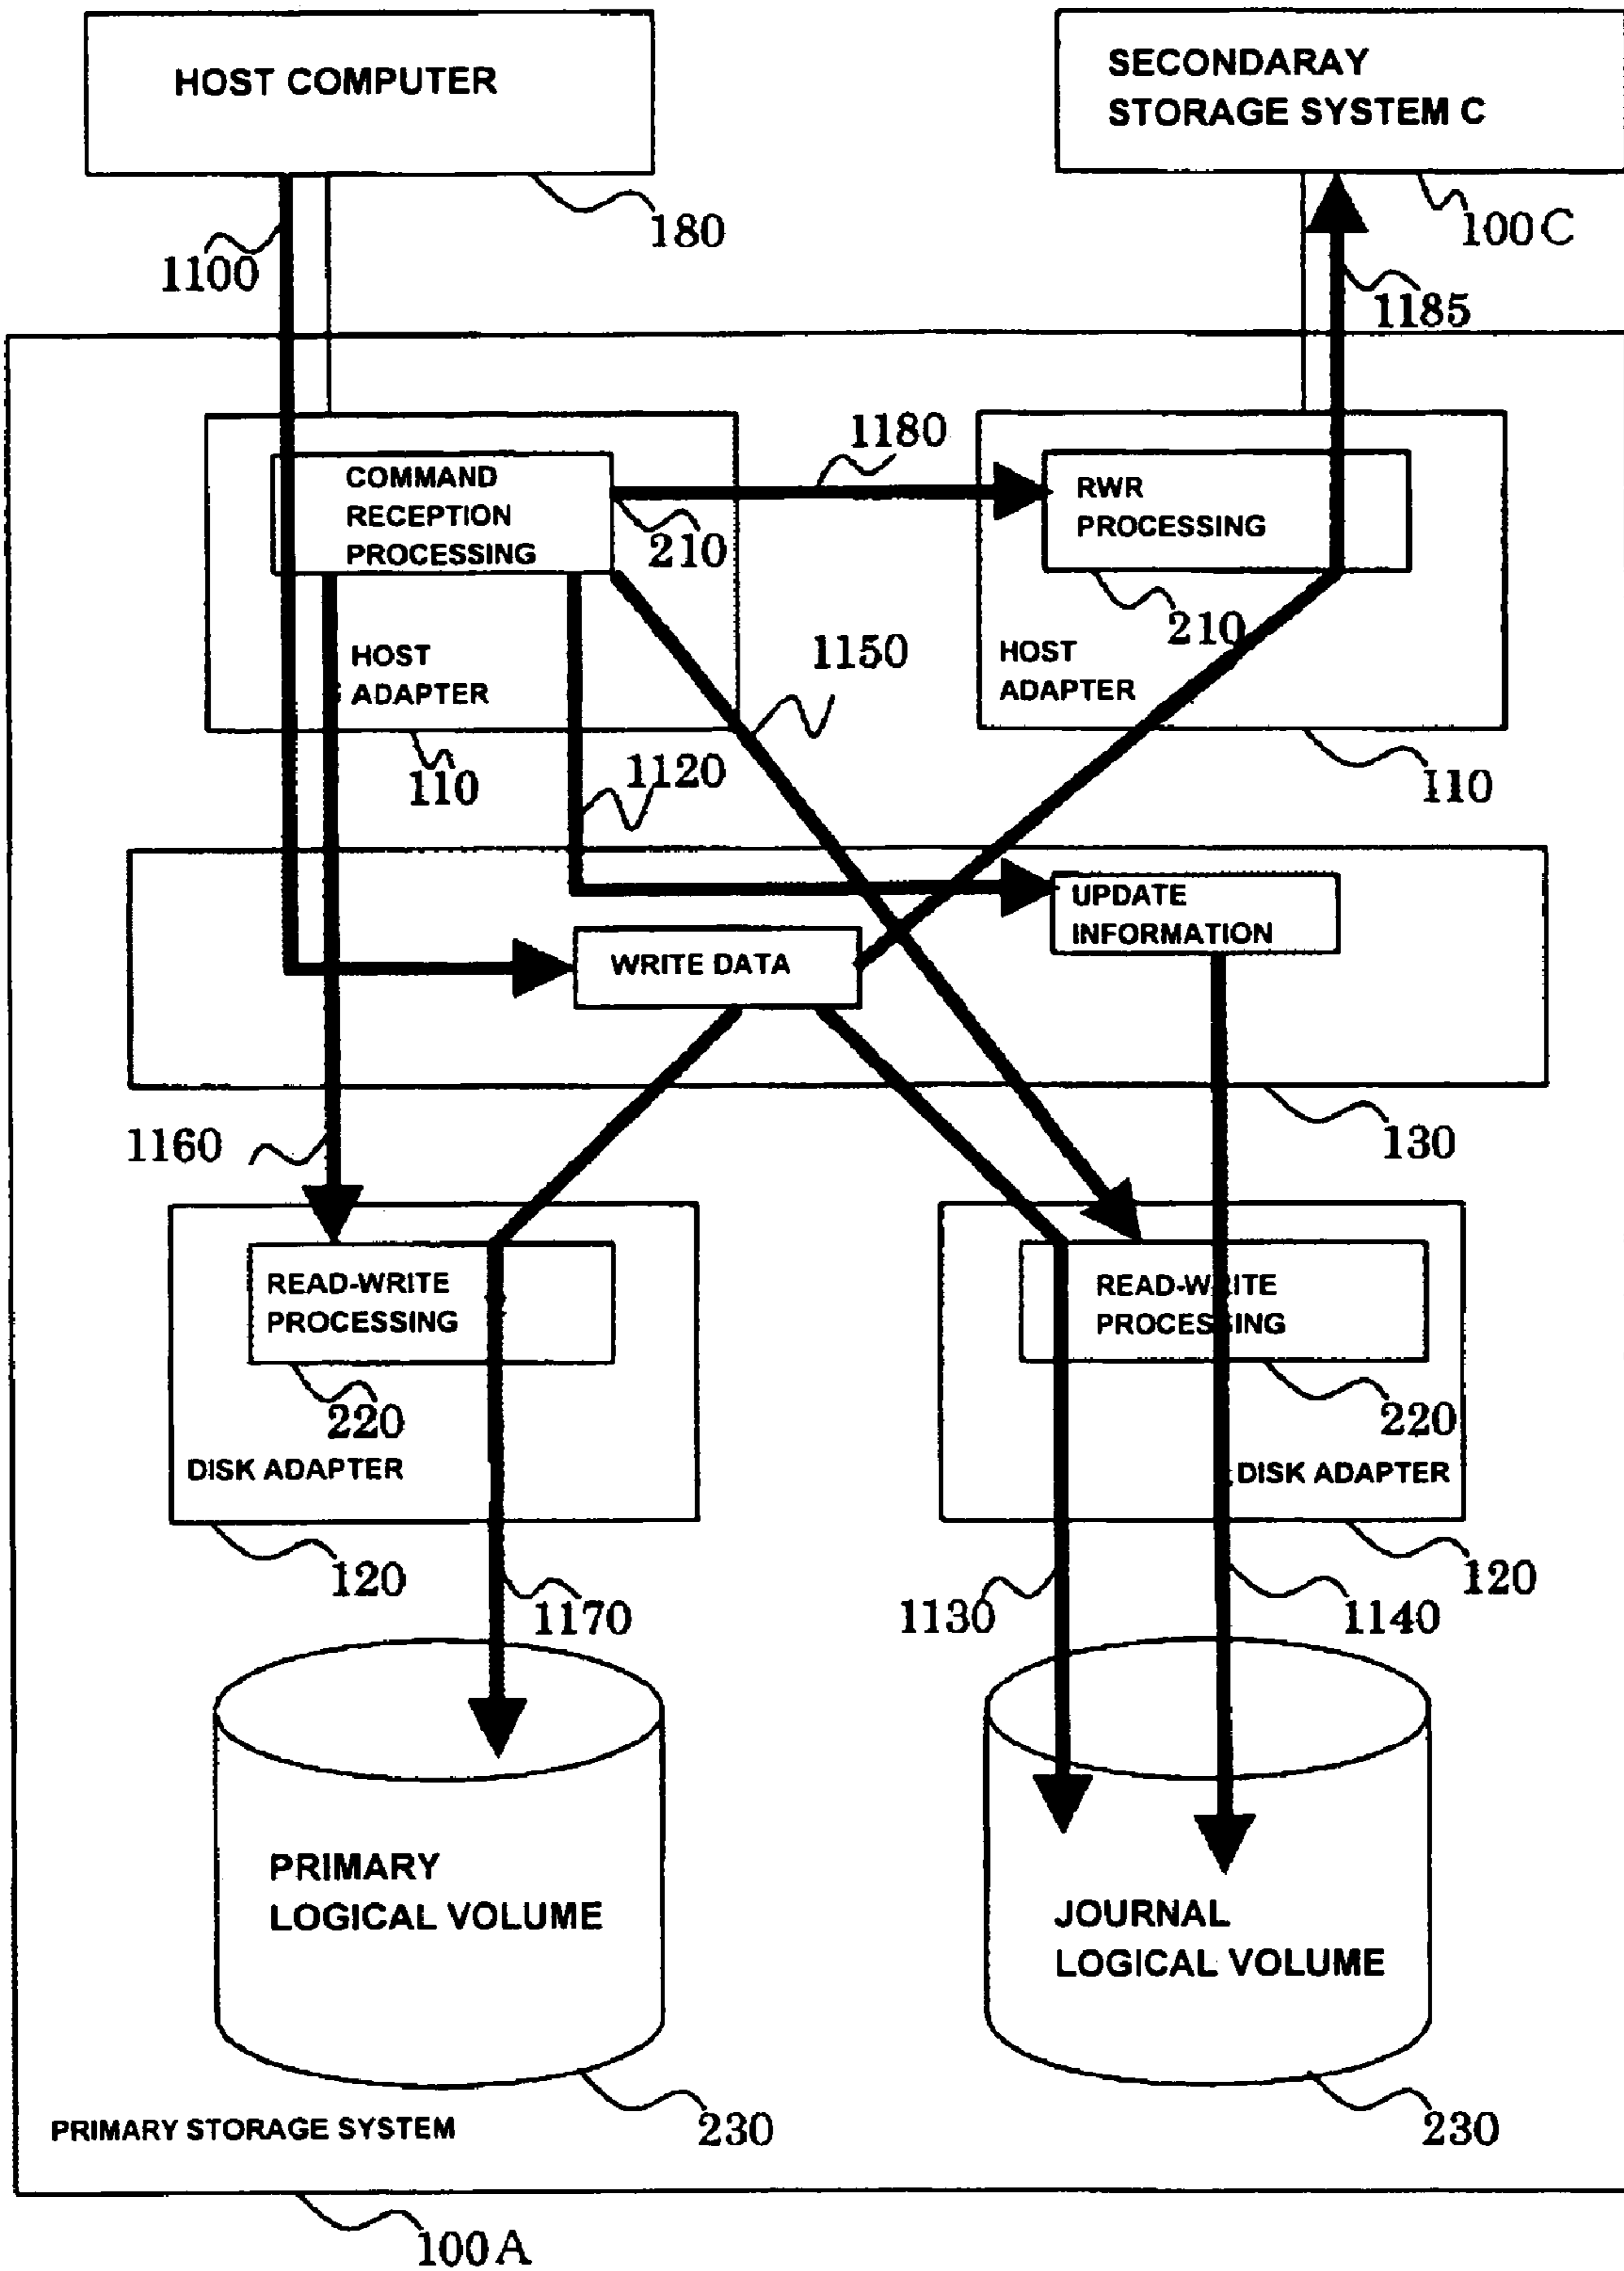 HOST COMPUTER
SECONDARAY
STORAGE SYSTEM C
180
100C
1100
1185
1180
COMMAND
RECEPTION
PROCESSING
RWR
PROCESSING
210
210
HOST
ADAPTER
1150
HOST
ADAPTER
110
1120
110
UPDATE
INFORMATION
WRITE DATA
1160
130
READ-WRITE
PROCESSING
READ-WRITE
PROCESSING
220
220
DISK ADAPTER
DISK ADAPTER
120
120
1170
1130
1140
PRIMARY
LOGICAL VOLUME
JOURNAL
LOGICAL VOLUME
PRIMARY STORAGE SYSTEM
230
230
100A